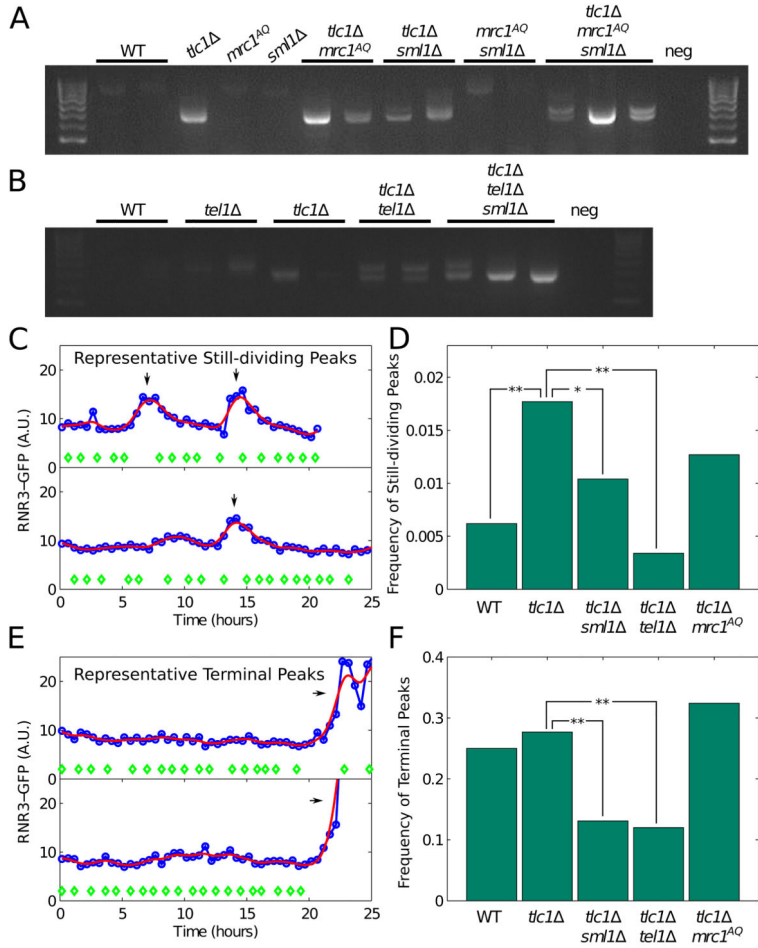 A
WT
tlc1Δ
mrc1ᴬQ
sml1Δ
tlc1Δ
mrc1ᴬQ
tlc1Δ
sml1Δ
mrc1ᴬQ
sml1Δ
tlc1Δ
mrc1ᴬQ
sml1Δ
neg
B
WT
tel1Δ
tlc1Δ
tlc1Δ
tel1Δ
tlc1Δ
tel1Δ
sml1Δ
neg
C
Representative Still-dividing Peaks
20
10
0
20
10
0
0 5 10 15 20 25
Time (hours)
RNR3–GFP (A.U.)
D
0.02
0.015
0.01
0.005
0
Frequency of Still-dividing Peaks
** * **
WT
tlc1Δ
tlc1Δ
sml1Δ
tlc1Δ
tel1Δ
tlc1Δ
mrc1ᴬQ
E
Representative Terminal Peaks
20
10
0
20
10
0
0 5 10 15 20 25
Time (hours)
RNR3–GFP (A.U.)
F
0.4
0.3
0.2
0.1
0
Frequency of Terminal Peaks
** **
WT
tlc1Δ
tlc1Δ
sml1Δ
tlc1Δ
tel1Δ
tlc1Δ
mrc1ᴬQ